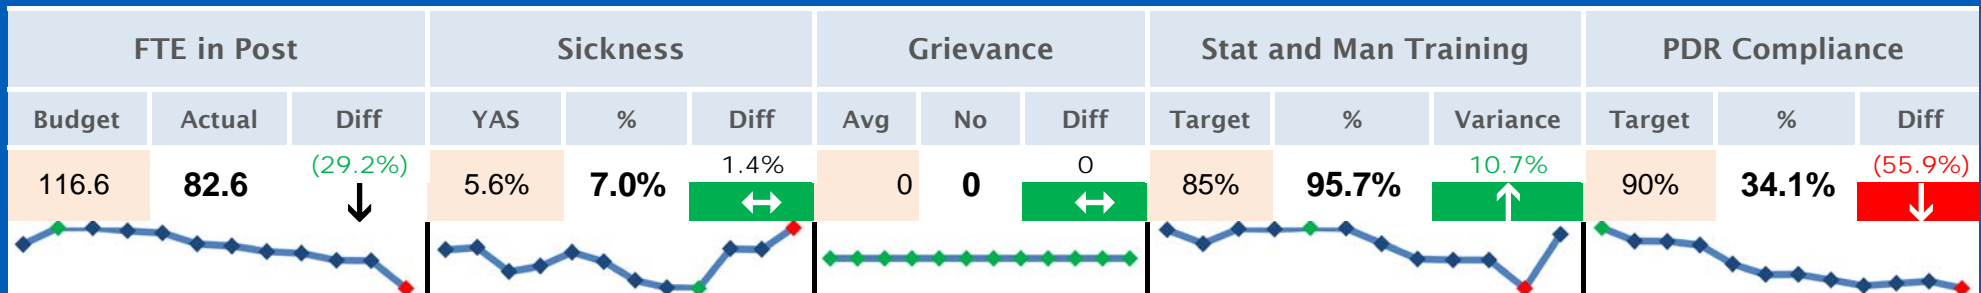 FTE in Post Sickness Grievance Stat and Man Training PDR Compliance
Budget Actual Diff YAS % Diff Avg No Diff Target % Variance Target % Diff
116.6 82.6 (29.2%) 5.6% 7.0% 1.4% 0 0 0 85% 95.7% 10.7% 90% 34.1% (55.9%)